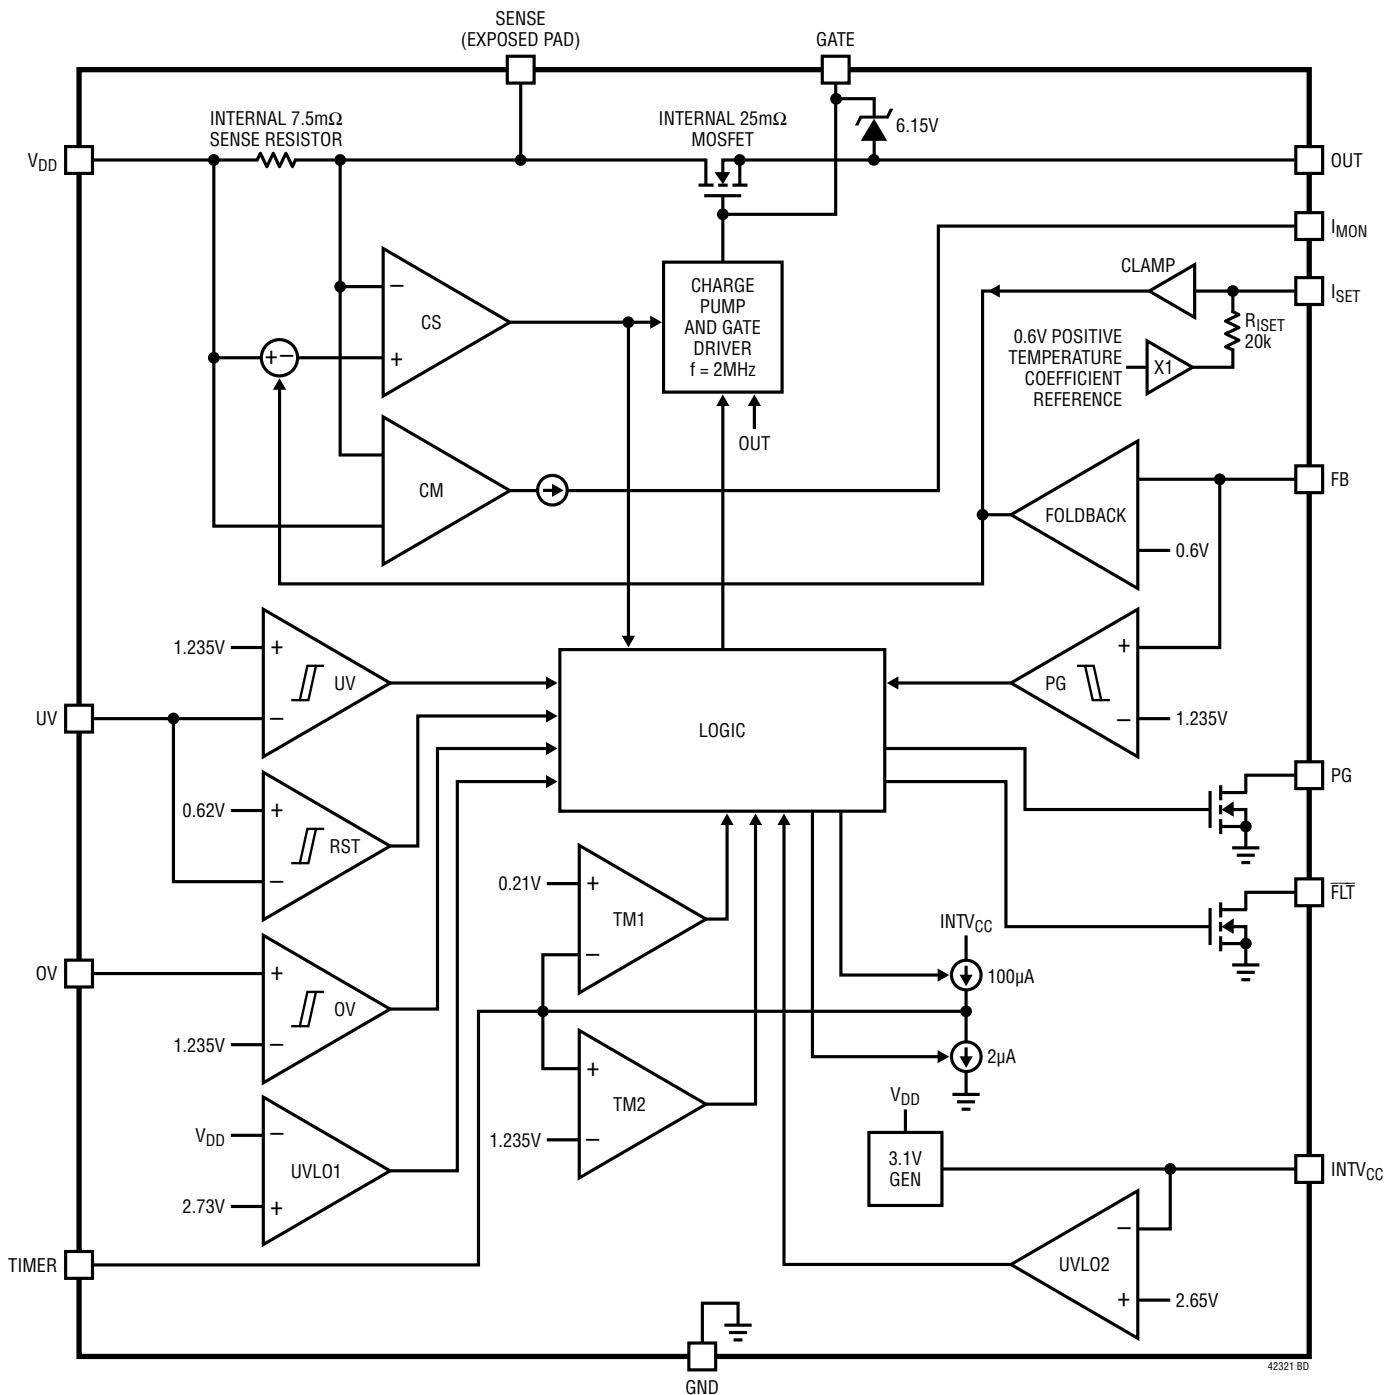 SENSE
(EXPOSED PAD)
GATE
INTERNAL 7.5mΩ
SENSE RESISTOR
INTERNAL 25mΩ
MOSFET
6.15V
VDD
OUT
IMON
CLAMP
ISET
RISET
20k
0.6V POSITIVE
TEMPERATURE
COEFFICIENT
REFERENCE
X1
CHARGE
PUMP
AND GATE
DRIVER
f = 2MHz
OUT
−
CS
+
+−
CM
FOLDBACK
FB
0.6V
1.235V
+
UV
−
UV
+
PG
−
1.235V
LOGIC
0.62V
+
RST
−
PG
0.21V
+
TM1
−
FLT
INTVCC
100µA
OV
+
OV
−
1.235V
+
TM2
−
1.235V
2µA
VDD
3.1V
GEN
VDD
−
UVLO1
+
2.73V
INTVCC
−
UVLO2
+
2.65V
TIMER
GND
42321 BD